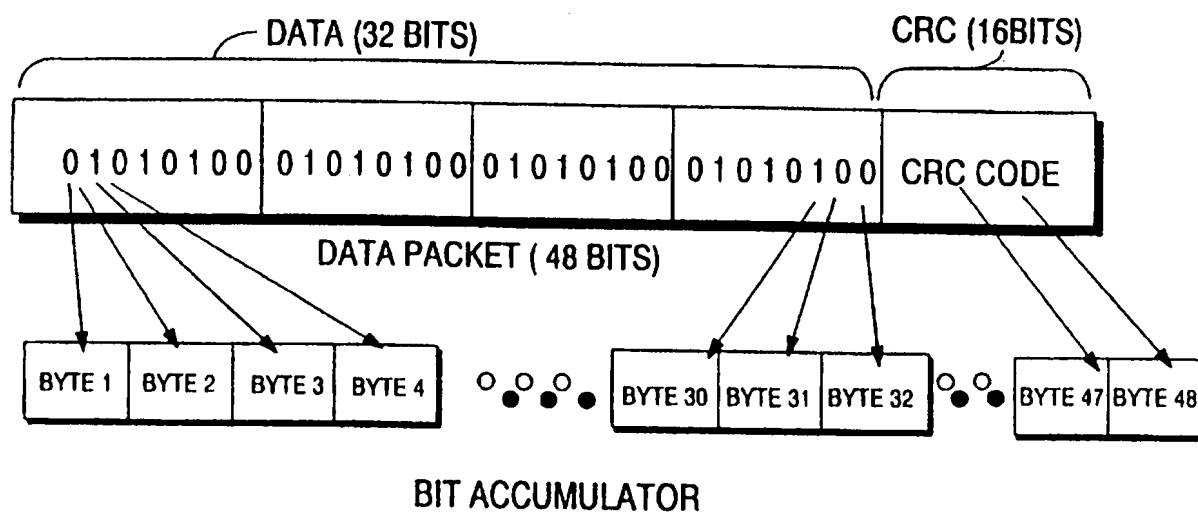 DATA (32 BITS) CRC (16BITS)
01010100 01010100 01010100 01010100 CRC CODE
DATA PACKET ( 48 BITS)
BYTE 1 BYTE 2 BYTE 3 BYTE 4 BYTE 30 BYTE 31 BYTE 32 BYTE 47 BYTE 48
BIT ACCUMULATOR